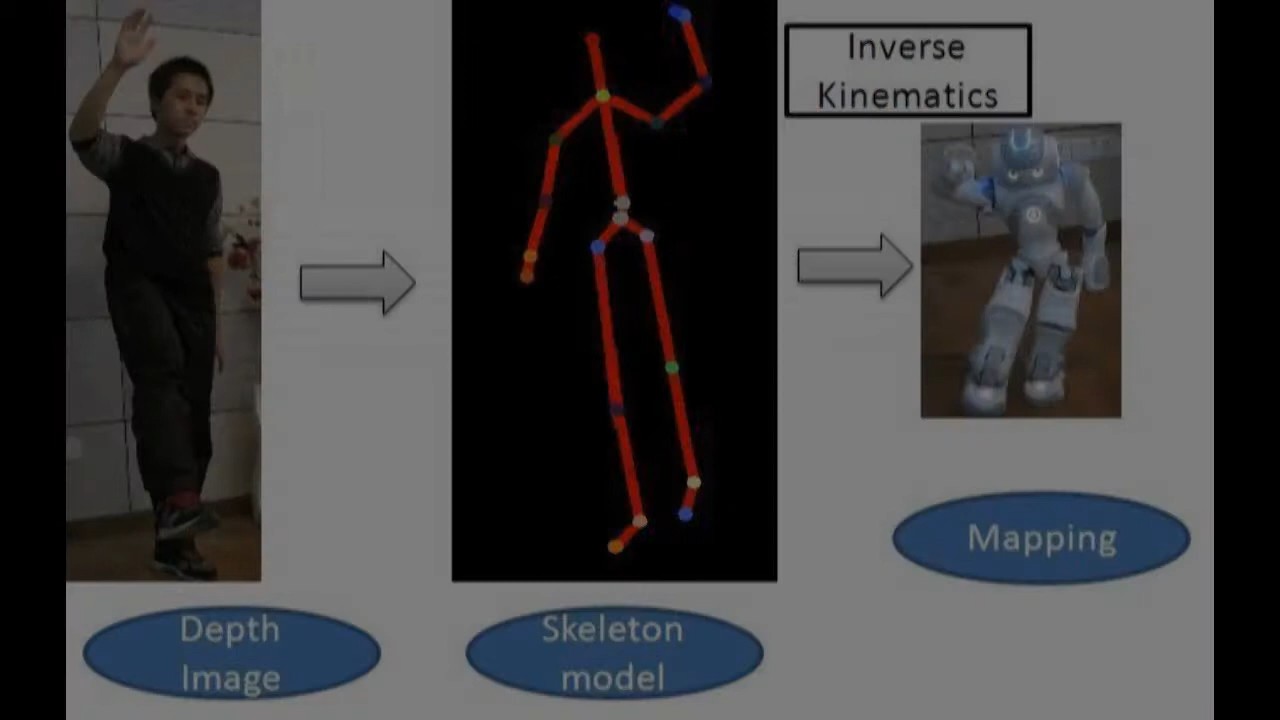 Inverse
Kinematics
Mapping
Depth
Image
Skeleton
model